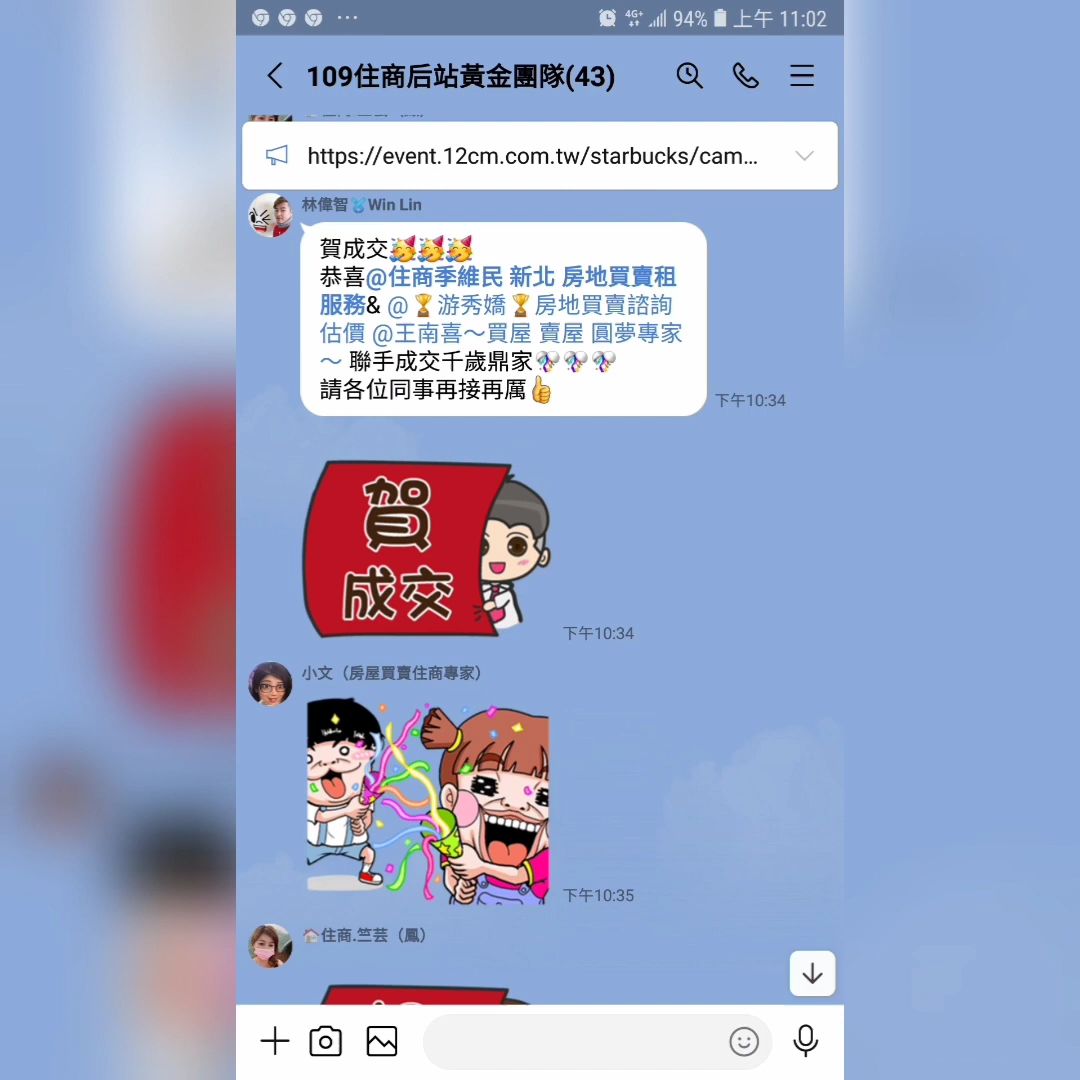 4G+ 94% 上午 11:02
109住商后站黃金團隊(43)
https://event.12cm.com.tw/starbucks/cam...
林偉智 Win Lin
賀成交🥳🥳🥳
恭喜@住商季維民 新北 房地買賣租
服務& @🏆游秀嬌🏆房地買賣諮詢
估價 @王南喜～買屋 賣屋 圓夢專家
～ 聯手成交千歲鼎家🎊🎊🎊
請各位同事再接再厲👍
下午10:34
賀
成交
下午10:34
小文（房屋買賣住商專家）
下午10:35
🏠住商.竺芸（鳳）